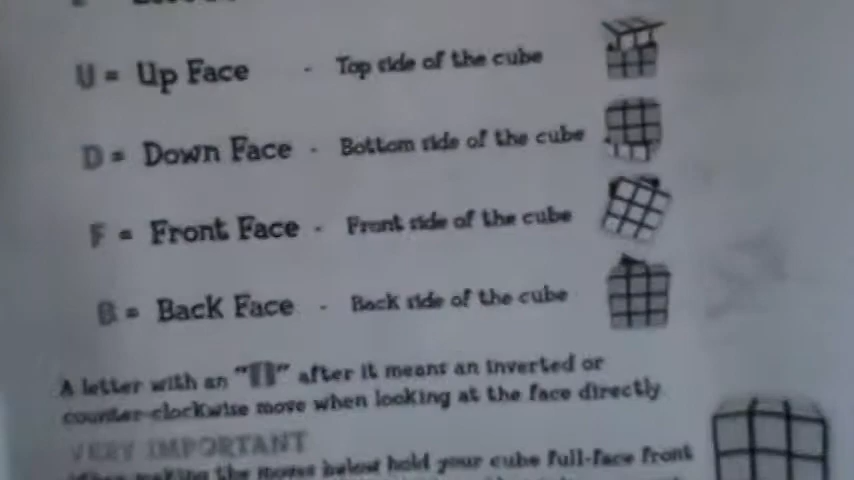 U = Up Face - Top side of the cube
D = Down Face - Bottom side of the cube
F = Front Face - Front side of the cube
B = Back Face - Back side of the cube
A letter with an "i" after it means an inverted or
counter-clockwise move when looking at the face directly
VERY IMPORTANT
When making the moves below hold your cube full-face front